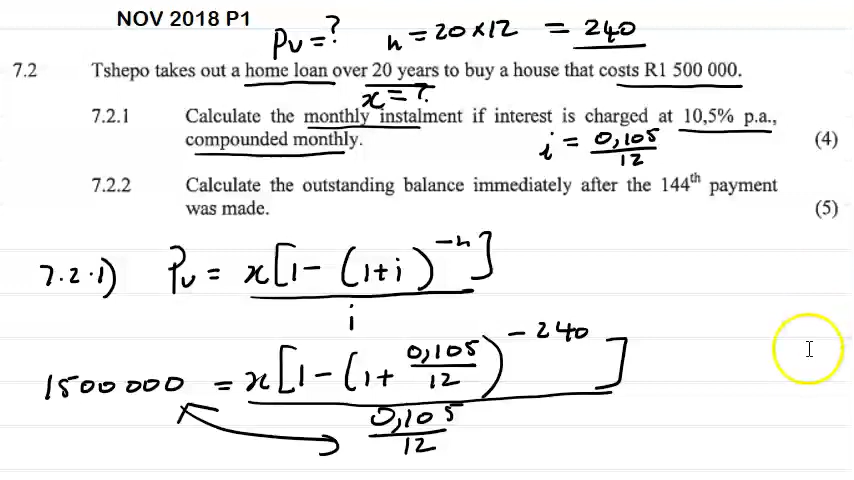 NOV 2018 P1
Pv = ? n = 20 × 12 = 240
7.2 Tshepo takes out a home loan over 20 years to buy a house that costs R1 500 000.
x = ?
7.2.1 Calculate the monthly instalment if interest is charged at 10,5% p.a.,
compounded monthly. i = 0,105/12 (4)
7.2.2 Calculate the outstanding balance immediately after the 144th payment
was made. (5)
7.2.1) Pv = x[1 - (1+i)^-n] / i
1500 000 = x[1 - (1 + 0,105/12)^-240] / (0,105/12)